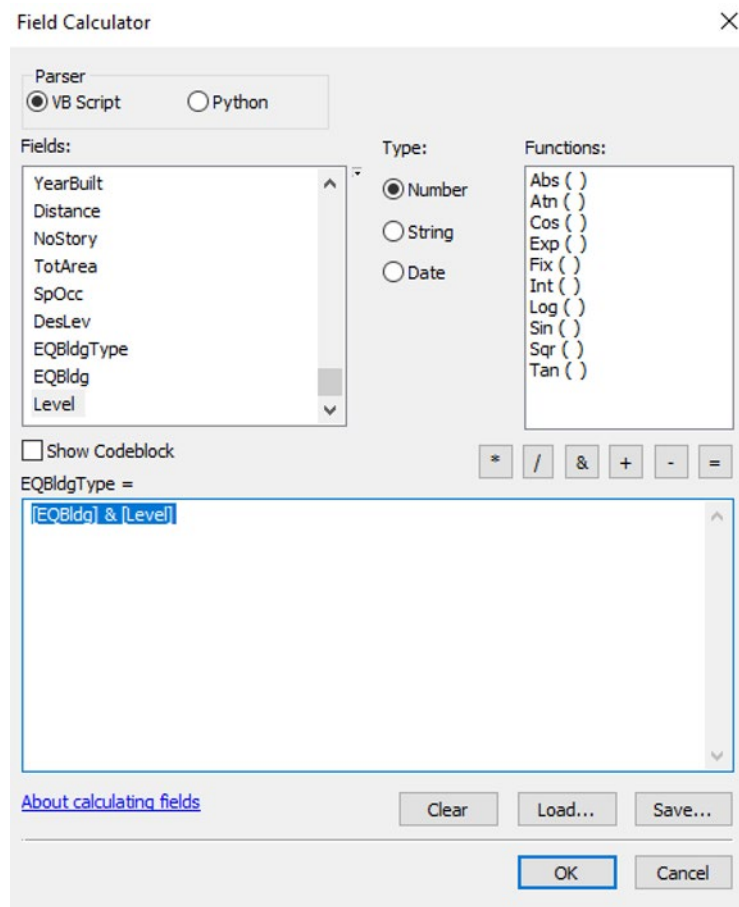 Field Calculator
Parser
VB Script
Python
Fields:
YearBuilt
Distance
NoStory
TotArea
SpOcc
DesLev
EQBldgType
EQBldg
Level
Type:
Number
String
Date
Functions:
Abs ( )
Atn ( )
Cos ( )
Exp ( )
Fix ( )
Int ( )
Log ( )
Sin ( )
Sqr ( )
Tan ( )
Show Codeblock
* / & + - =
EQBldgType =
[EQBldg] & [Level]
About calculating fields
Clear
Load...
Save...
OK
Cancel